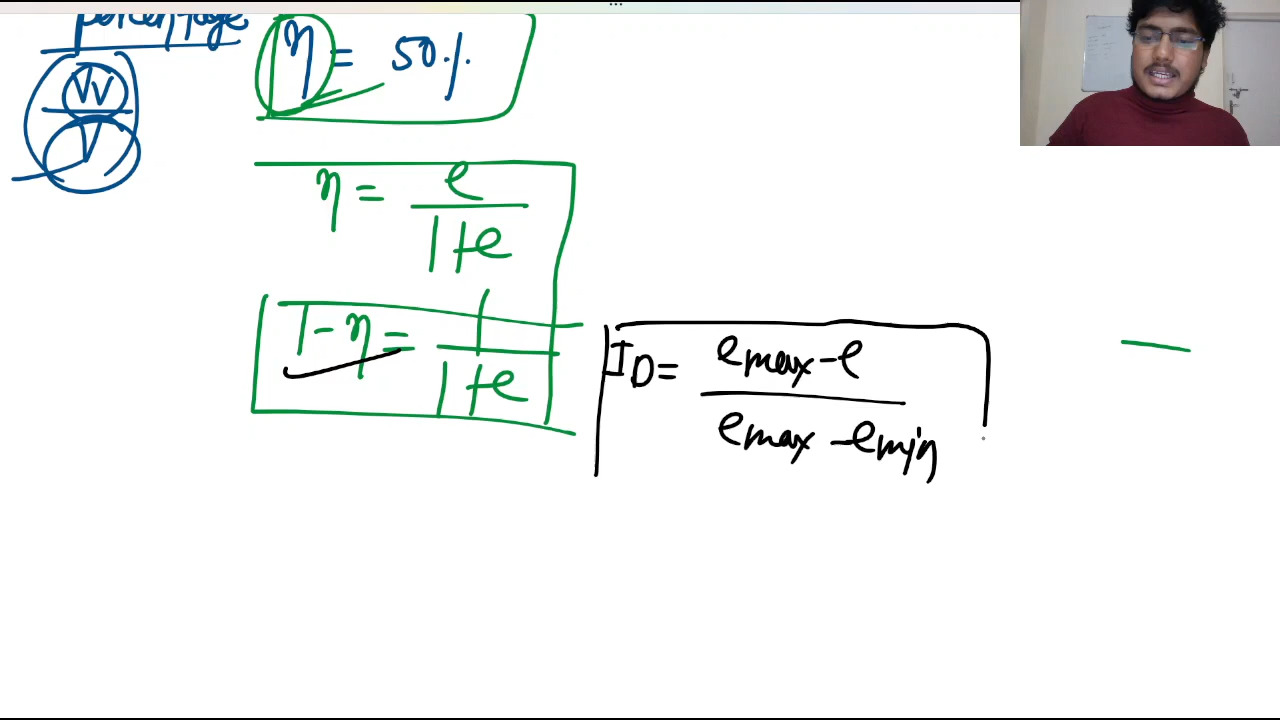 percentage
η = 50%
Vv
V
η = e
1+e
1-η = 1
1+e
ID = emax-e
emax-emin